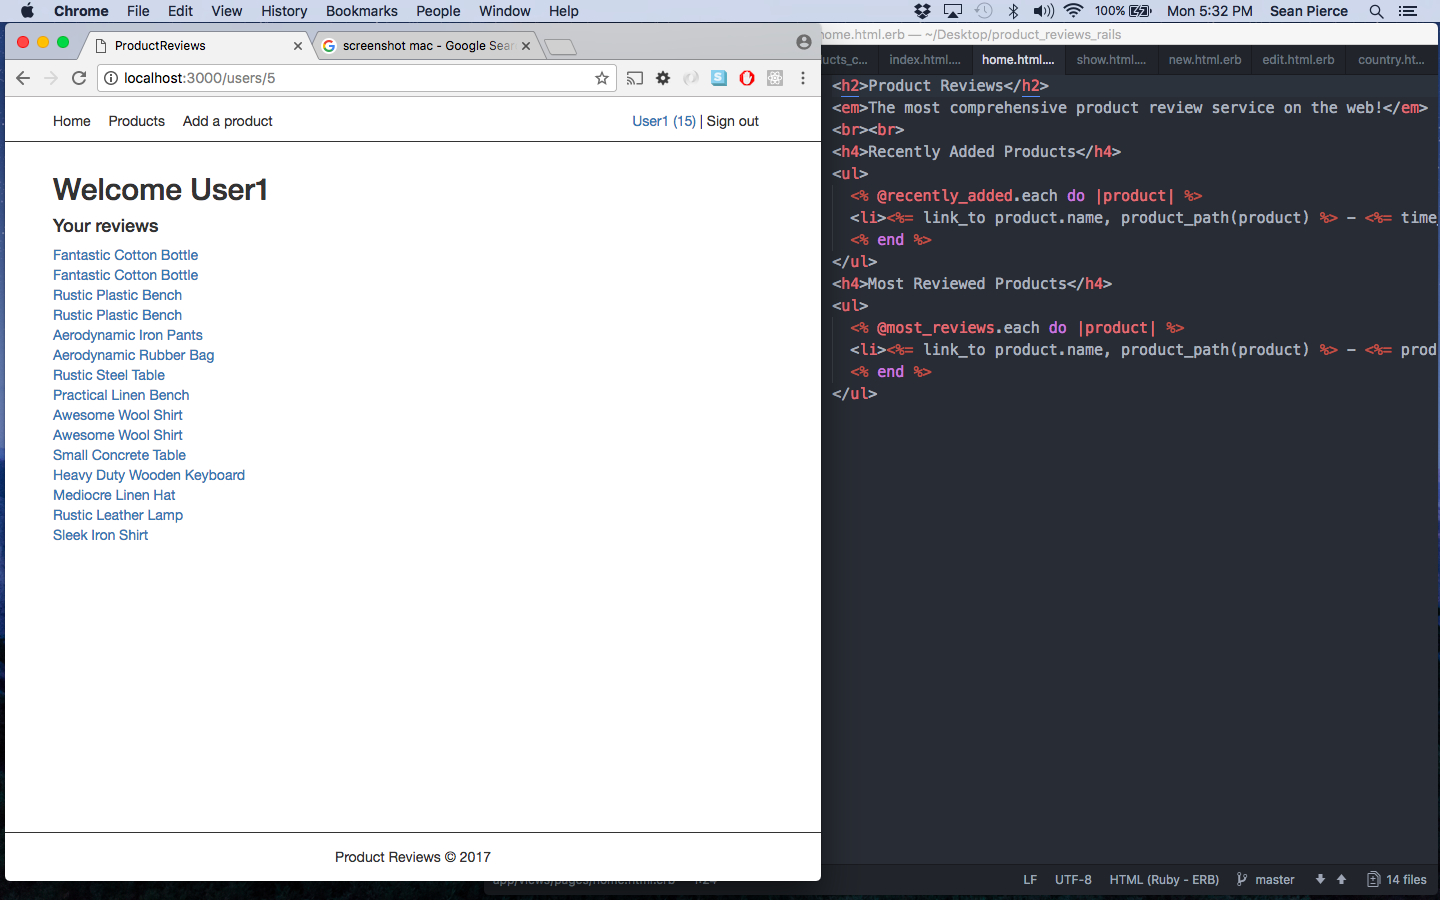 Chrome File Edit View History Bookmarks People Window Help 100% Mon 5:32 PM Sean Pierce
ProductReviews
screenshot mac - Google Sear
localhost:3000/users/5
Home Products Add a product User1 (15) | Sign out
Welcome User1
Your reviews
Fantastic Cotton Bottle
Fantastic Cotton Bottle
Rustic Plastic Bench
Rustic Plastic Bench
Aerodynamic Iron Pants
Aerodynamic Rubber Bag
Rustic Steel Table
Practical Linen Bench
Awesome Wool Shirt
Awesome Wool Shirt
Small Concrete Table
Heavy Duty Wooden Keyboard
Mediocre Linen Hat
Rustic Leather Lamp
Sleek Iron Shirt
Product Reviews © 2017
home.html.erb — ~/Desktop/product_reviews_rails
ucts_c... index.html.... home.html.... show.html.... new.html.erb edit.html.erb country.ht...
<h2>Product Reviews</h2>
<em>The most comprehensive product review service on the web!</em>
<br><br>
<h4>Recently Added Products</h4>
<ul>
<% @recently_added.each do |product| %>
<li><%= link_to product.name, product_path(product) %> - <%= time_
<% end %>
</ul>
<h4>Most Reviewed Products</h4>
<ul>
<% @most_reviews.each do |product| %>
<li><%= link_to product.name, product_path(product) %> - <%= prod
<% end %>
</ul>
app/views/pages/home.html.erb 1:24 LF UTF-8 HTML (Ruby - ERB) master 14 files